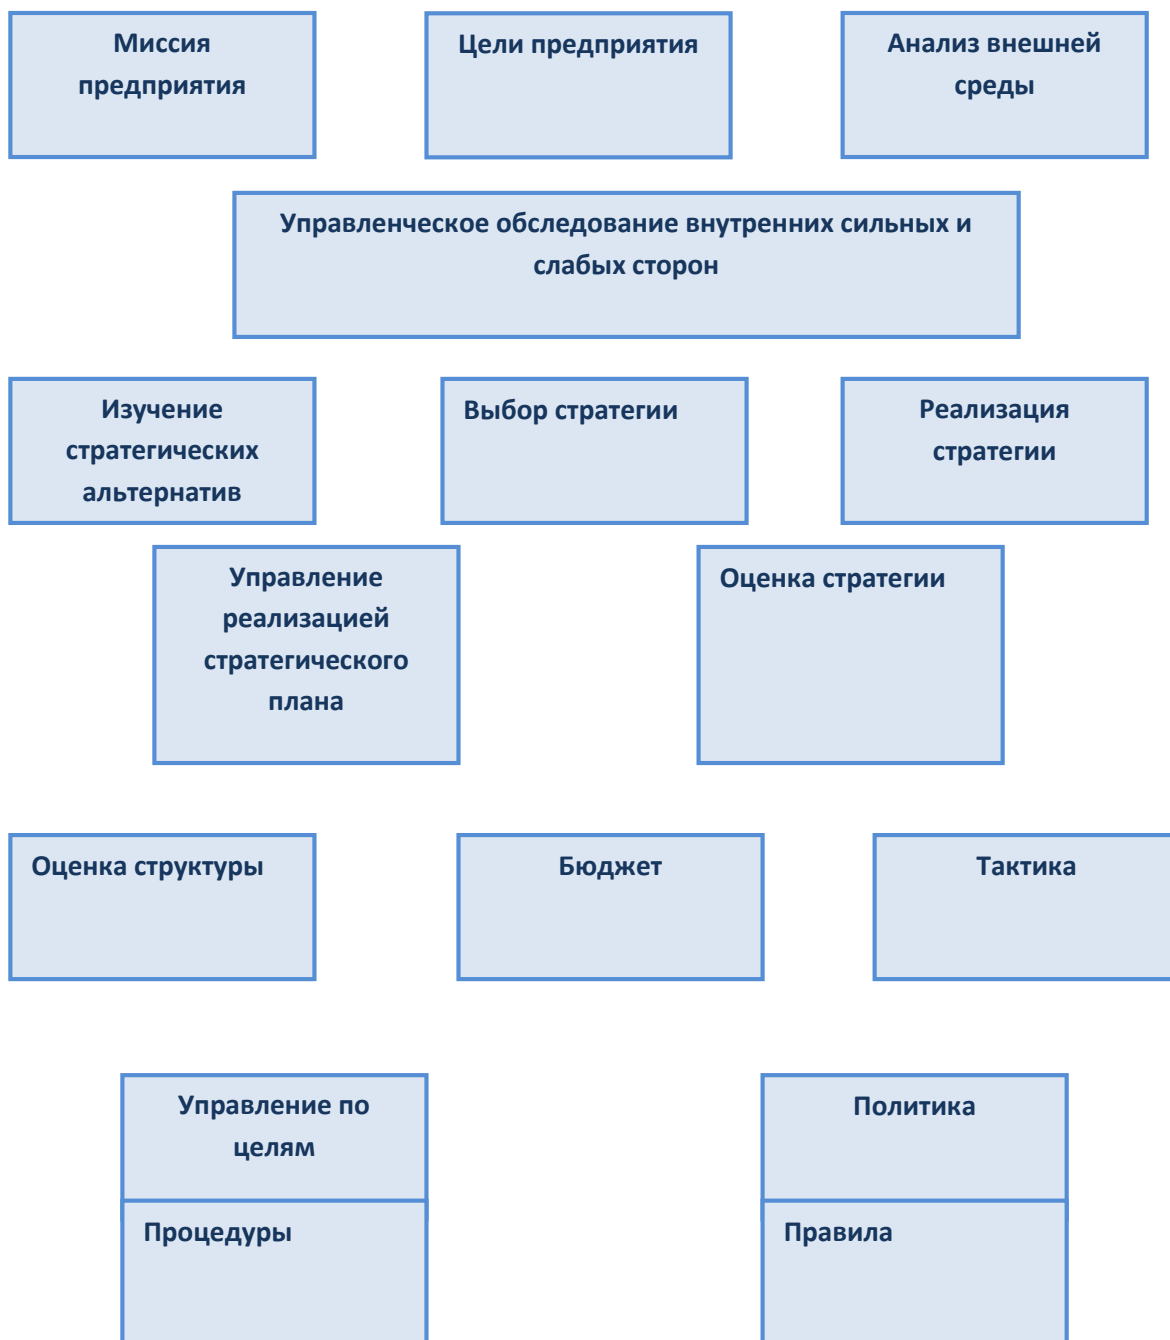 Миссия
предприятия
Цели предприятия
Анализ внешней
среды
Управленческое обследование внутренних сильных и
слабых сторон
Изучение
стратегических
альтернатив
Выбор стратегии
Реализация
стратегии
Управление
реализацией
стратегического
плана
Оценка стратегии
Оценка структуры
Бюджет
Тактика
Управление по
целям
Политика
Процедуры
Правила